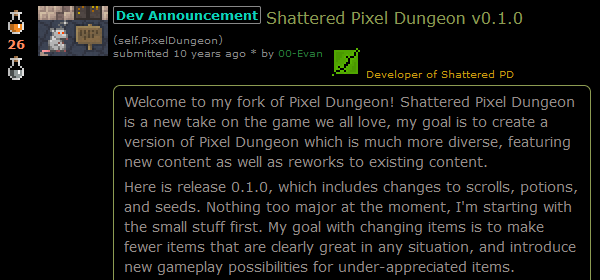 Dev Announcement Shattered Pixel Dungeon v0.1.0
(self.PixelDungeon)
26
submitted 10 years ago * by 00-Evan Developer of Shattered PD
Welcome to my fork of Pixel Dungeon! Shattered Pixel Dungeon
is a new take on the game we all love, my goal is to create a
version of Pixel Dungeon which is much more diverse, featuring
new content as well as reworks to existing content.
Here is release 0.1.0, which includes changes to scrolls, potions,
and seeds. Nothing too major at the moment, I'm starting with
the small stuff first. My goal with changing items is to make
fewer items that are clearly great in any situation, and introduce
new gameplay possibilities for under-appreciated items.